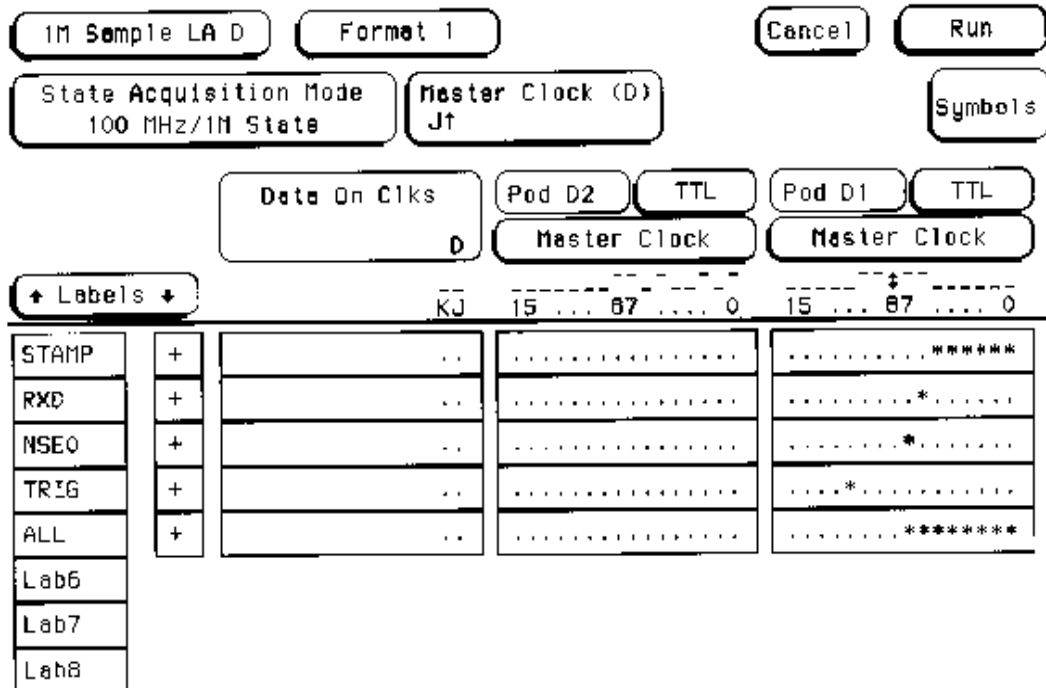 1M Sample LA D Format 1 Cancel Run
State Acquisition Mode
100 MHz/1M State
Master Clock (D)
J↑
Symbols
Data On Clks
D
Pod D2 TTL Pod D1 TTL
Master Clock Master Clock
↑ Labels ↓ KJ 15 ... 87 .... 0 15 ... 87 .... 0
STAMP + .. ................ ..........******
RXD + .. ................ .........*......
NSEQ + .. ................ ........*.......
TRIG + .. ................ ....*...........
ALL + .. ................ ........********
Lab6
Lab7
Lab8